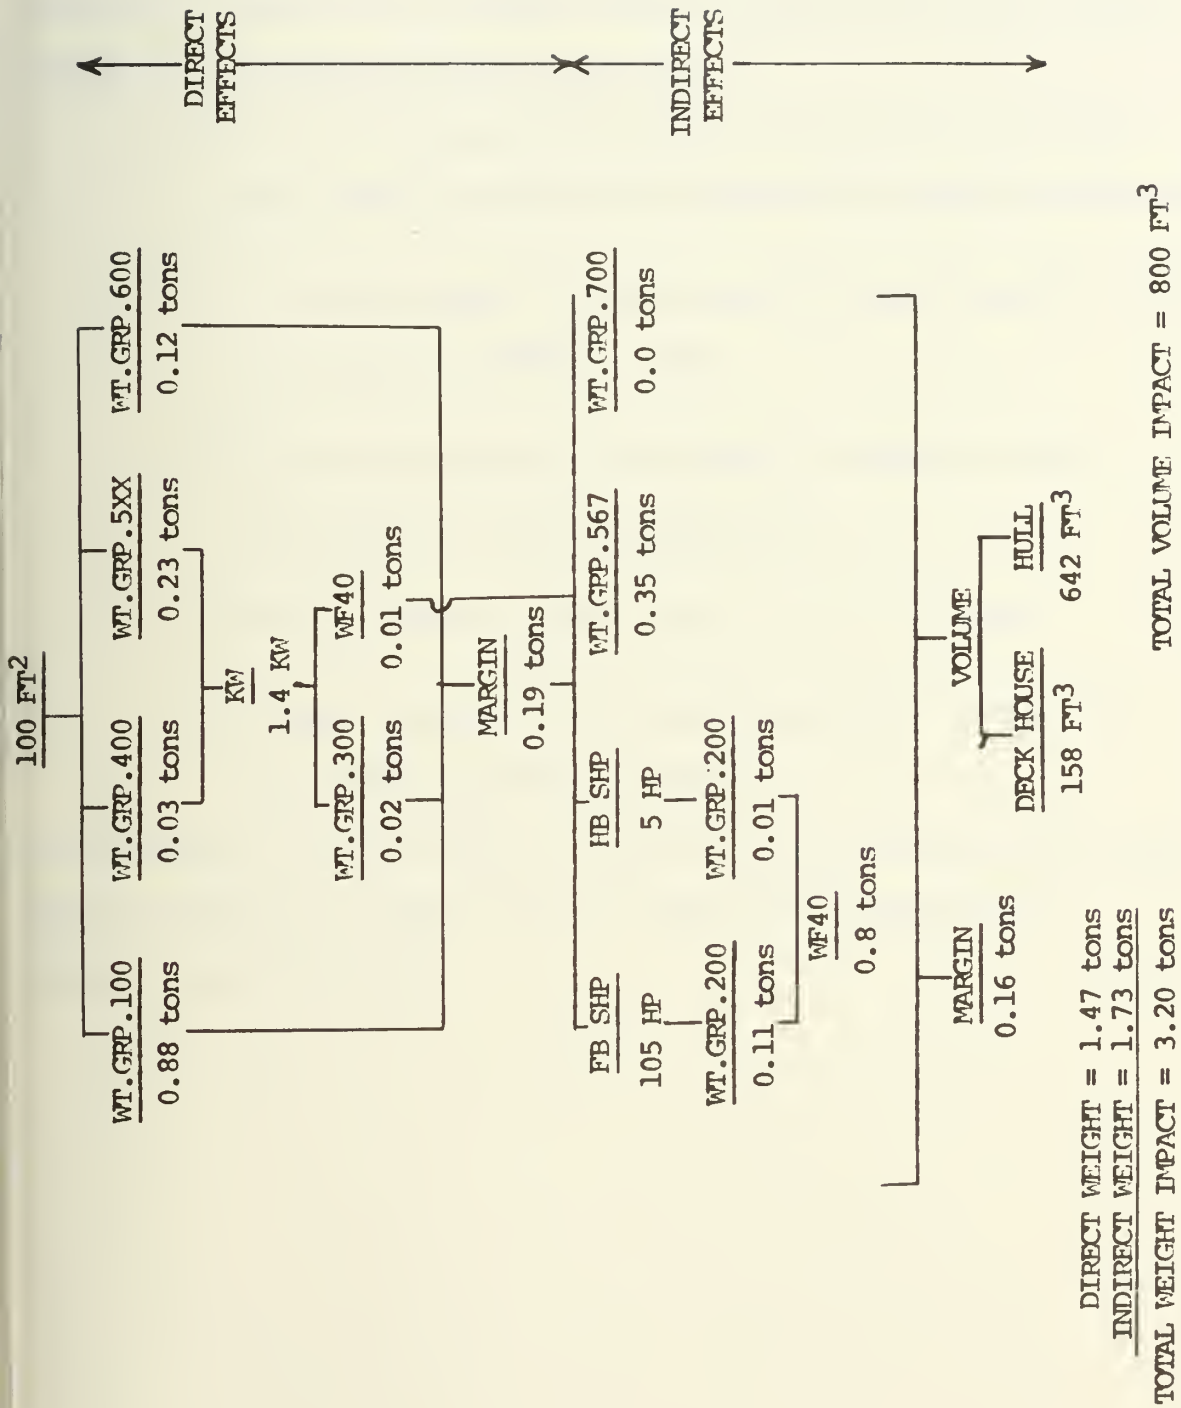 100 FT²
WT.GRP.100
0.88 tons
WT.GRP.400
0.03 tons
WT.GRP.5XX
0.23 tons
WT.GRP.600
0.12 tons
KW
1.4 KW
WT.GRP.300
0.02 tons
WF40
0.01 tons
MARGIN
0.19 tons
DIRECT
EFFECTS
FB SHP
105 HP
WT.GRP.200
0.11 tons
HB SHP
5 HP
WT.GRP.200
0.01 tons
WF40
0.8 tons
WT.GRP.567
0.35 tons
WT.GRP.700
0.0 tons
INDIRECT
EFFECTS
MARGIN
0.16 tons
VOLUME
DECK HOUSE
158 FT³
HULL
642 FT³
DIRECT WEIGHT = 1.47 tons
INDIRECT WEIGHT = 1.73 tons
TOTAL WEIGHT IMPACT = 3.20 tons
TOTAL VOLUME IMPACT = 800 FT³